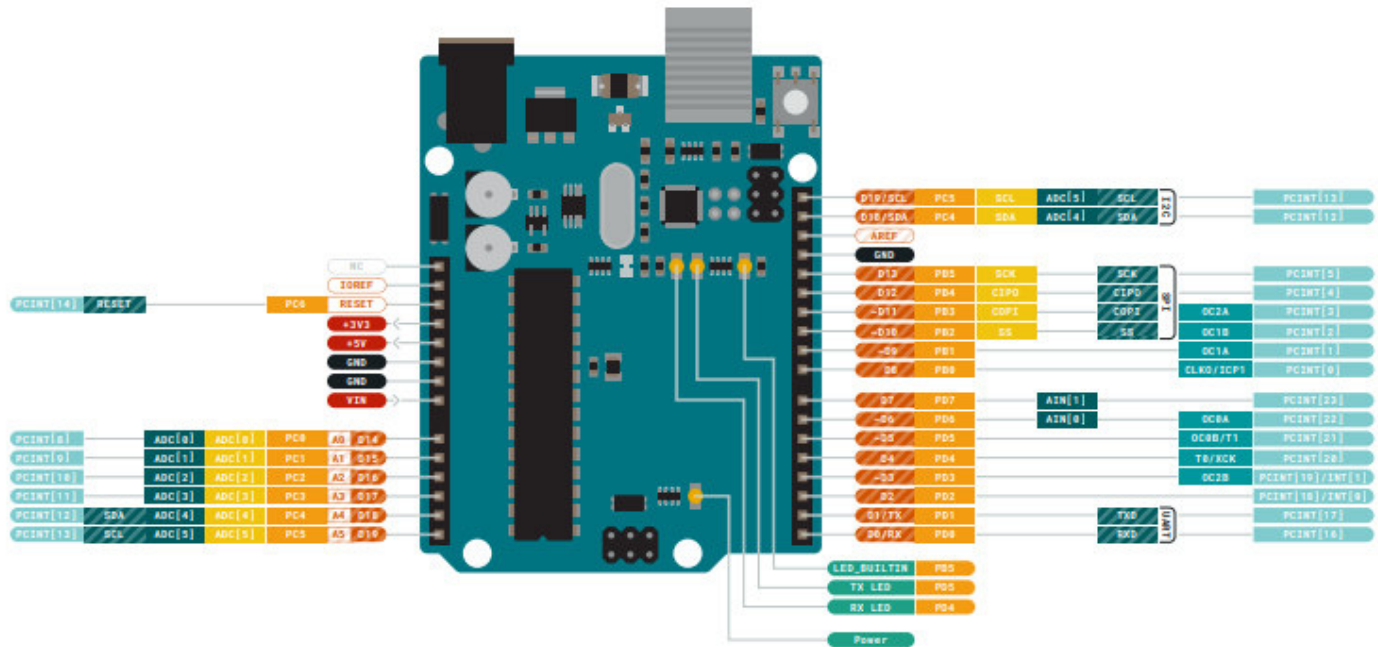 D19/SCL PC5 SCL ADC[5] SCL PCINT[13]
D18/SDA PC4 SDA ADC[4] SDA PCINT[12]
I2C
AREF
GND
NC
D13 PB5 SCK SCK PCINT[5]
IOREF
D12 PB4 CIPO CIPO PCINT[4]
SPI
PCINT[14] RESET PC6 RESET
~D11 PB3 COPI COPI OC2A PCINT[3]
+3V3
~D10 PB2 SS SS OC1B PCINT[2]
+5V
~D9 PB1 OC1A PCINT[1]
GND
D8 PB0 CLKO/ICP1 PCINT[0]
GND
VIN
D7 PD7 AIN[1] PCINT[23]
~D6 PD6 AIN[0] OC0A PCINT[22]
PCINT[8] ADC[0] ADC[0] PC0 A0 D14
~D5 PD5 OC0B/T1 PCINT[21]
PCINT[9] ADC[1] ADC[1] PC1 A1 D15
D4 PD4 T0/XCK PCINT[20]
PCINT[10] ADC[2] ADC[2] PC2 A2 D16
~D3 PD3 OC2B PCINT[19]/INT[1]
PCINT[11] ADC[3] ADC[3] PC3 A3 D17
D2 PD2 PCINT[18]/INT[0]
PCINT[12] SDA ADC[4] ADC[4] PC4 A4 D18
D1/TX PD1 TXD PCINT[17]
PCINT[13] SCL ADC[5] ADC[5] PC5 A5 D19
D0/RX PD0 RXD PCINT[16]
UART
LED_BUILTIN PB5
TX LED PD5
RX LED PD4
Power